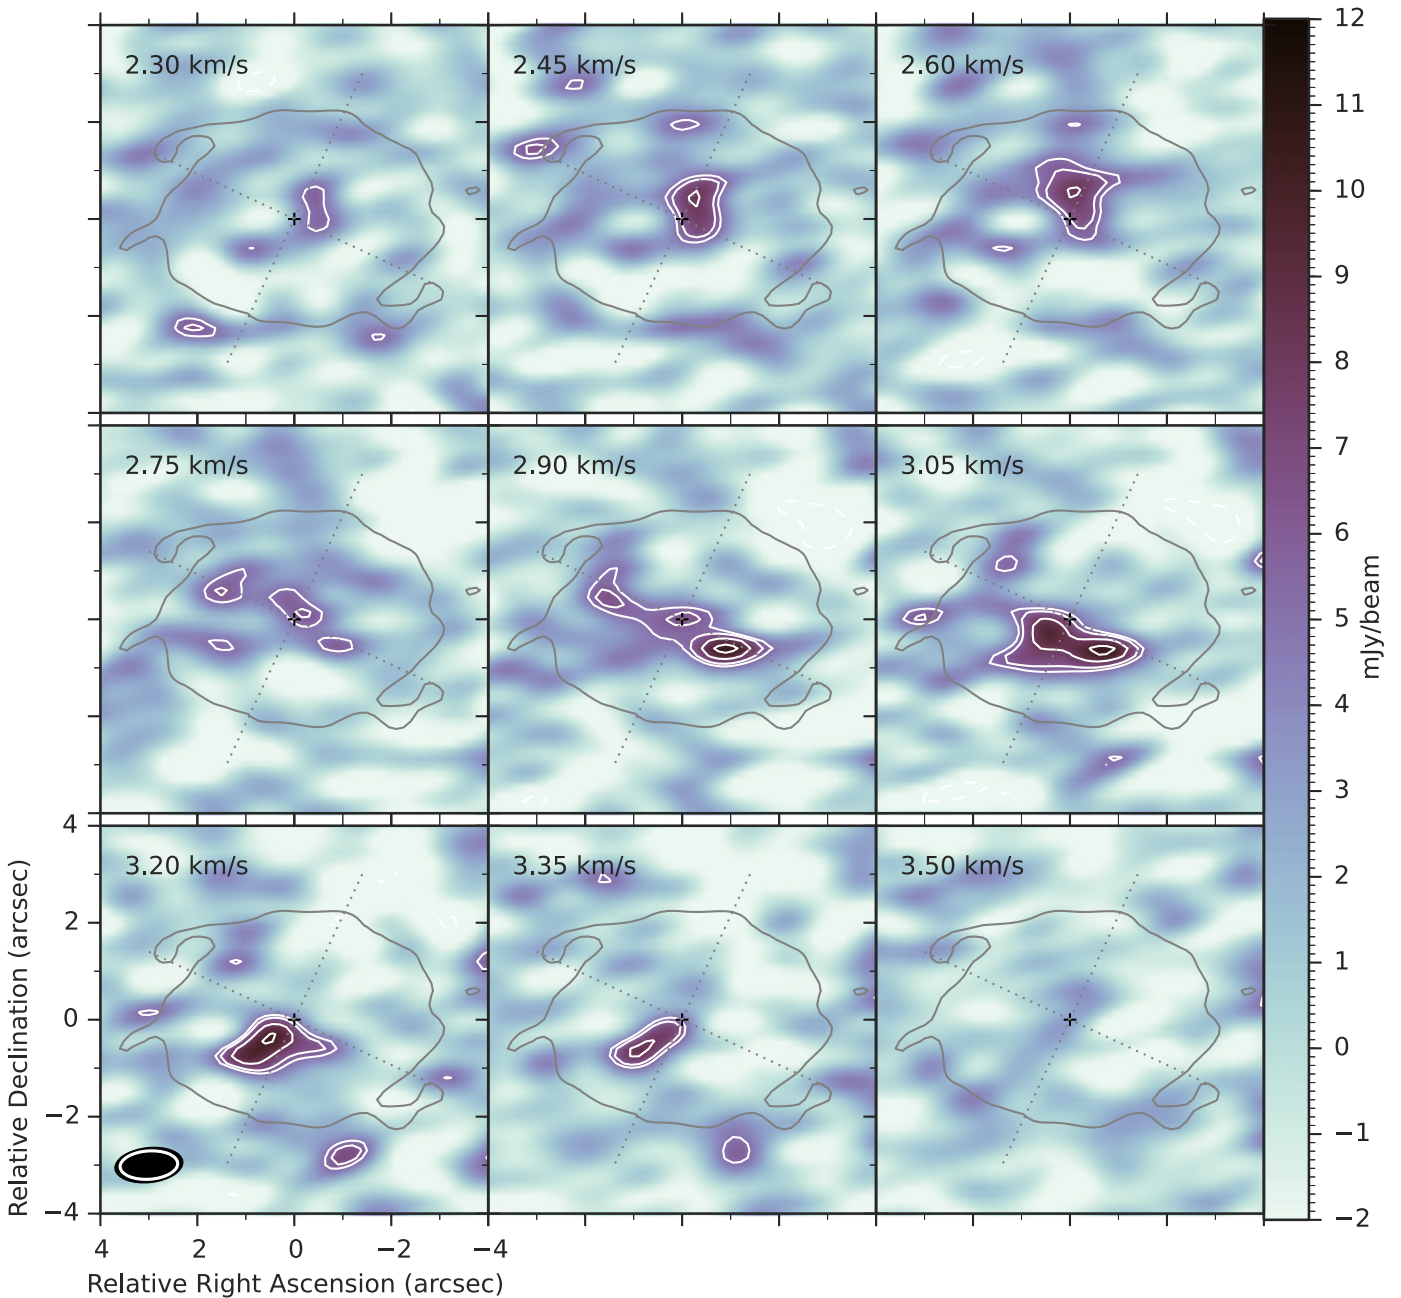 2.30 km/s 2.45 km/s 2.60 km/s
2.75 km/s 2.90 km/s 3.05 km/s
3.20 km/s 3.35 km/s 3.50 km/s
4
2
0
−2
−4
Relative Declination (arcsec)
4 2 0 −2 −4
Relative Right Ascension (arcsec)
12
11
10
9
8
7
6
5
4
3
2
1
0
−1
−2
mJy/beam